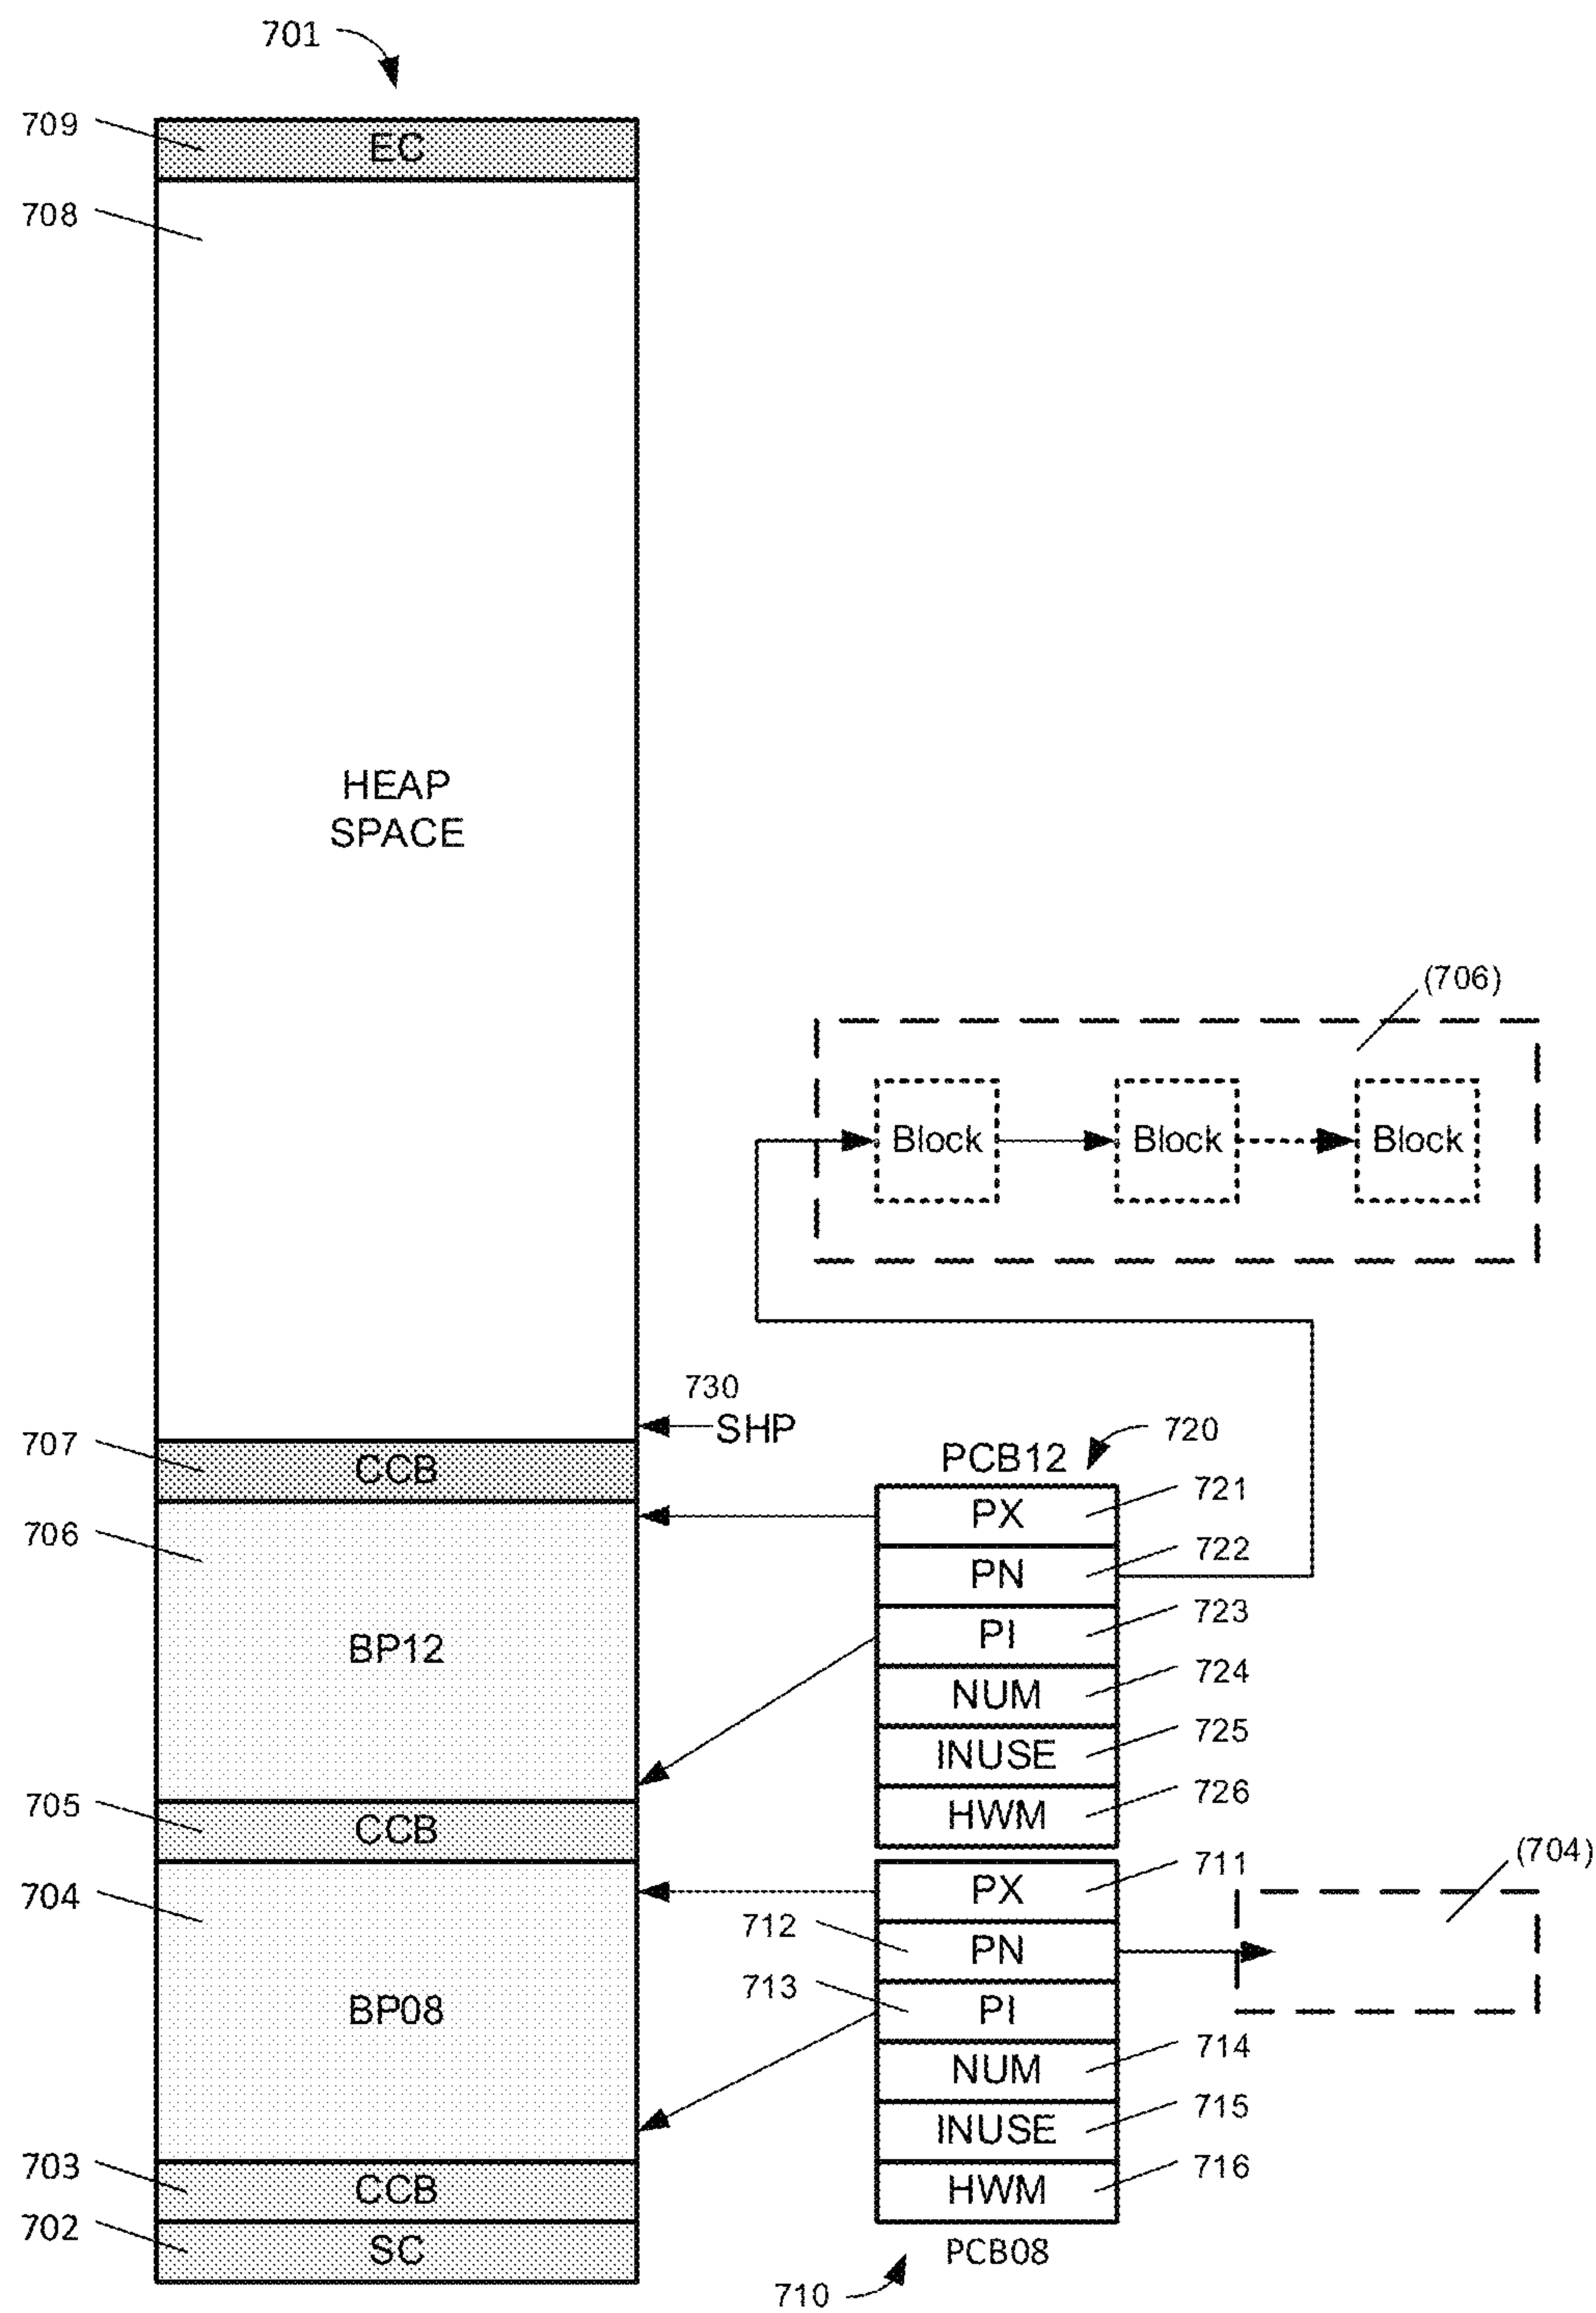 701
709
EC
708
HEAP
SPACE
(706)
Block
Block
Block
730
SHP
707
CCB
720
PCB12
PX
721
706
PN
722
PI
723
BP12
NUM
724
INUSE
725
HWM
726
705
CCB
(704)
PX
711
704
712
PN
713
PI
BP08
NUM
714
INUSE
715
HWM
716
703
CCB
702
SC
PCB08
710